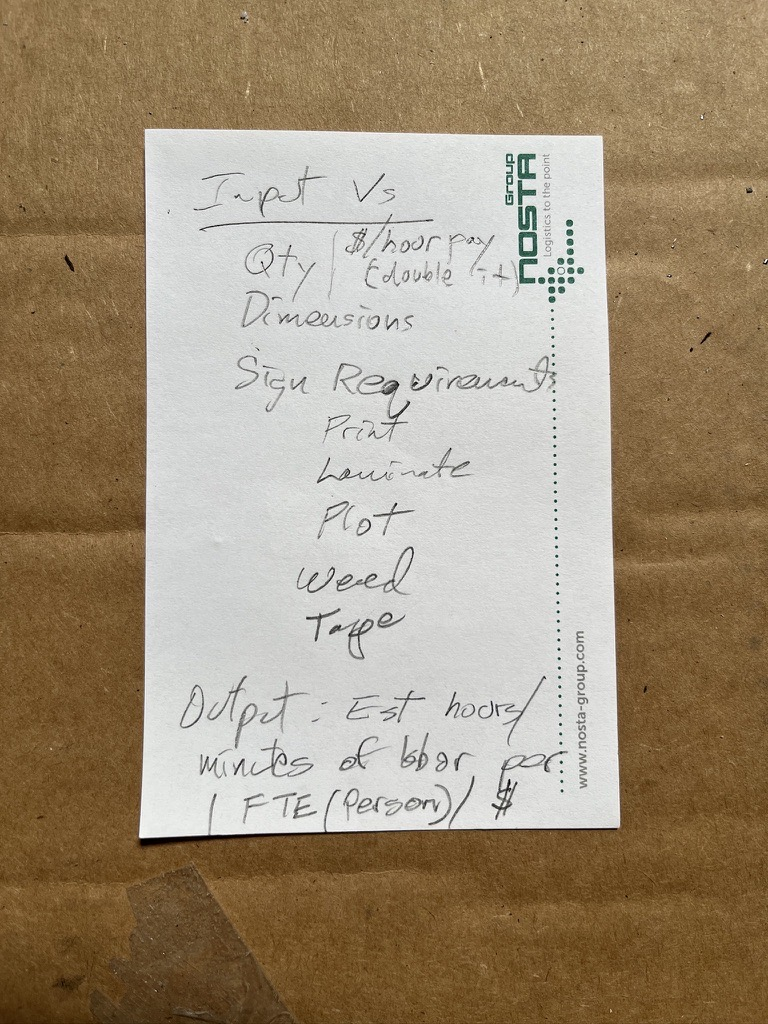 Input Vs
Qty | $/hour pay
(double it)
Dimensions
Sign Requirements
Print
Laminate
Plot
Weed
Tape
Output: Est hours/
minutes of labor per
1 FTE (Person) / $
Group
NOSTA
Logistics to the point
www.nosta-group.com